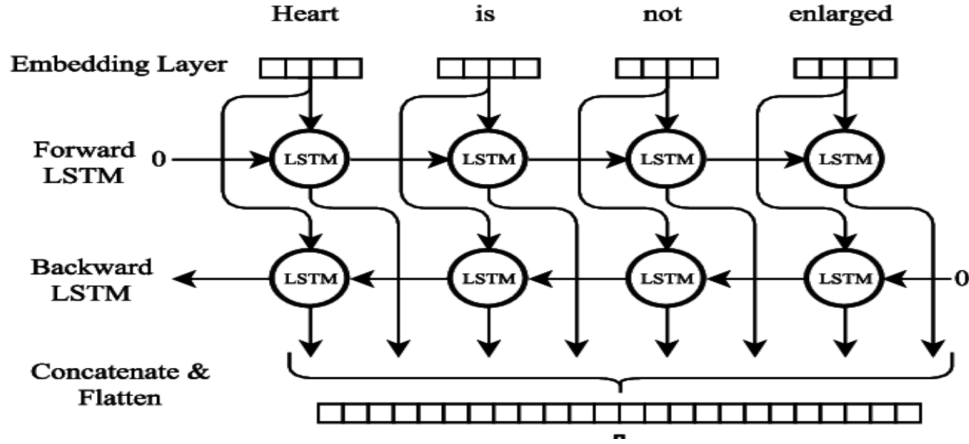 Heart is not enlarged
Embedding Layer
Forward
LSTM
0
LSTM LSTM LSTM LSTM
Backward
LSTM
LSTM LSTM LSTM LSTM
0
Concatenate &
Flatten